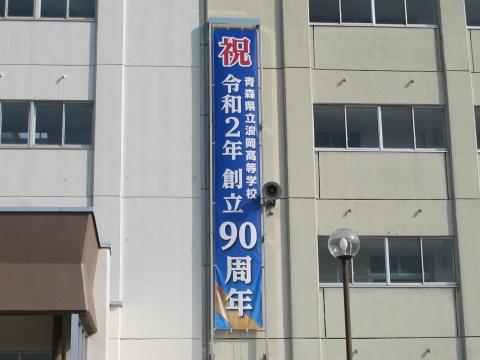 祝
青森県立浪岡高等学校
令和2年 創立
90周年